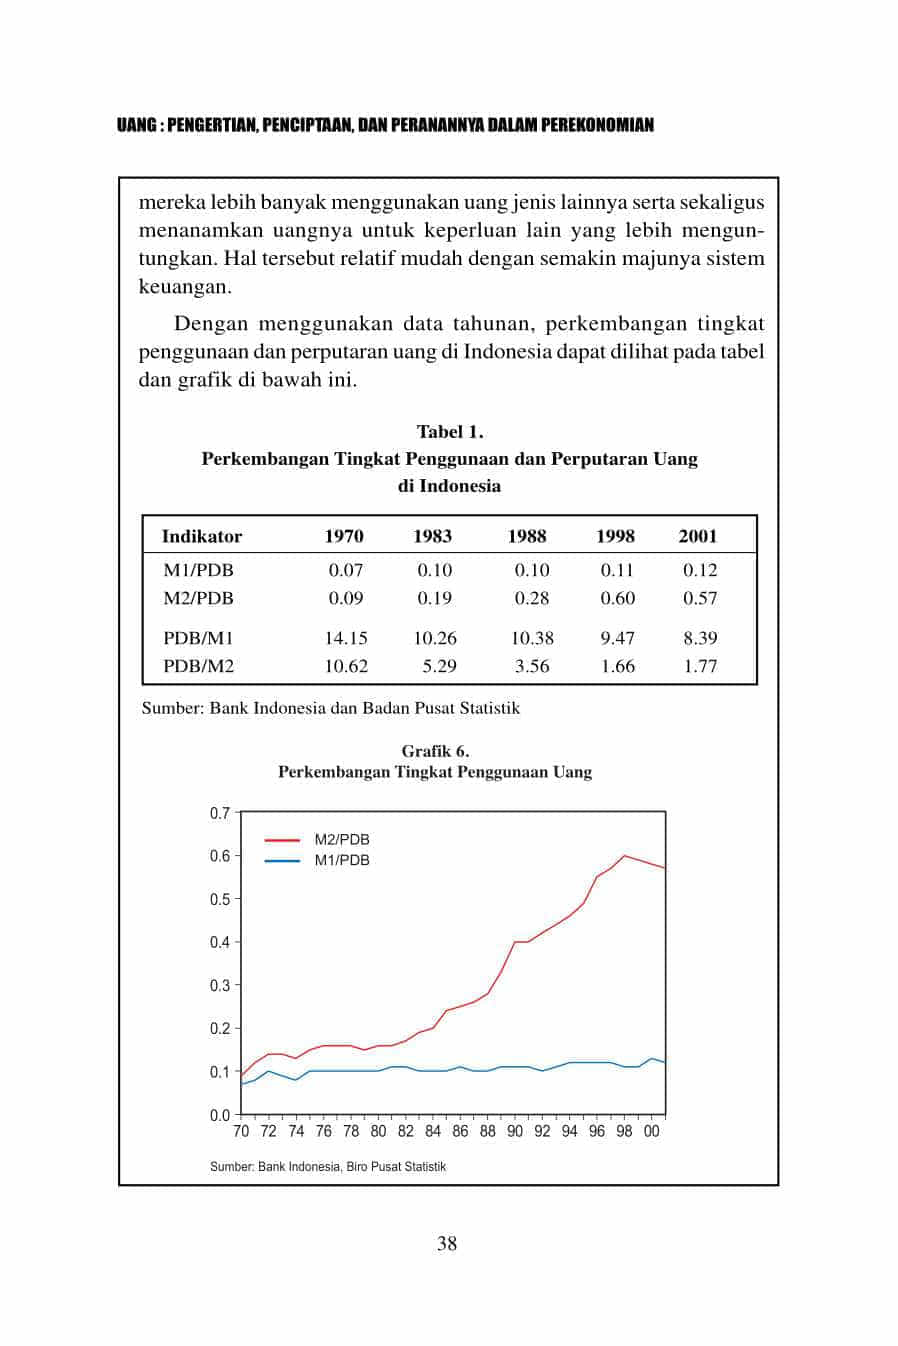 UANG : PENGERTIAN, PENCIPTAAN, DAN PERANANNYA DALAM PEREKONOMIAN
mereka lebih banyak menggunakan uang jenis lainnya serta sekaligus
menanamkan uangnya untuk keperluan lain yang lebih mengun-
tungkan. Hal tersebut relatif mudah dengan semakin majunya sistem
keuangan.
Dengan menggunakan data tahunan, perkembangan tingkat
penggunaan dan perputaran uang di Indonesia dapat dilihat pada tabel
dan grafik di bawah ini.
Tabel 1.
Perkembangan Tingkat Penggunaan dan Perputaran Uang
di Indonesia
Indikator 1970 1983 1988 1998 2001
M1/PDB 0.07 0.10 0.10 0.11 0.12
M2/PDB 0.09 0.19 0.28 0.60 0.57
PDB/M1 14.15 10.26 10.38 9.47 8.39
PDB/M2 10.62 5.29 3.56 1.66 1.77
Sumber: Bank Indonesia dan Badan Pusat Statistik
Grafik 6.
Perkembangan Tingkat Penggunaan Uang
0.7
M2/PDB
0.6
M1/PDB
0.5
0.4
0.3
0.2
0.1
0.0
70 72 74 76 78 80 82 84 86 88 90 92 94 96 98 00
Sumber: Bank Indonesia, Biro Pusat Statistik
38